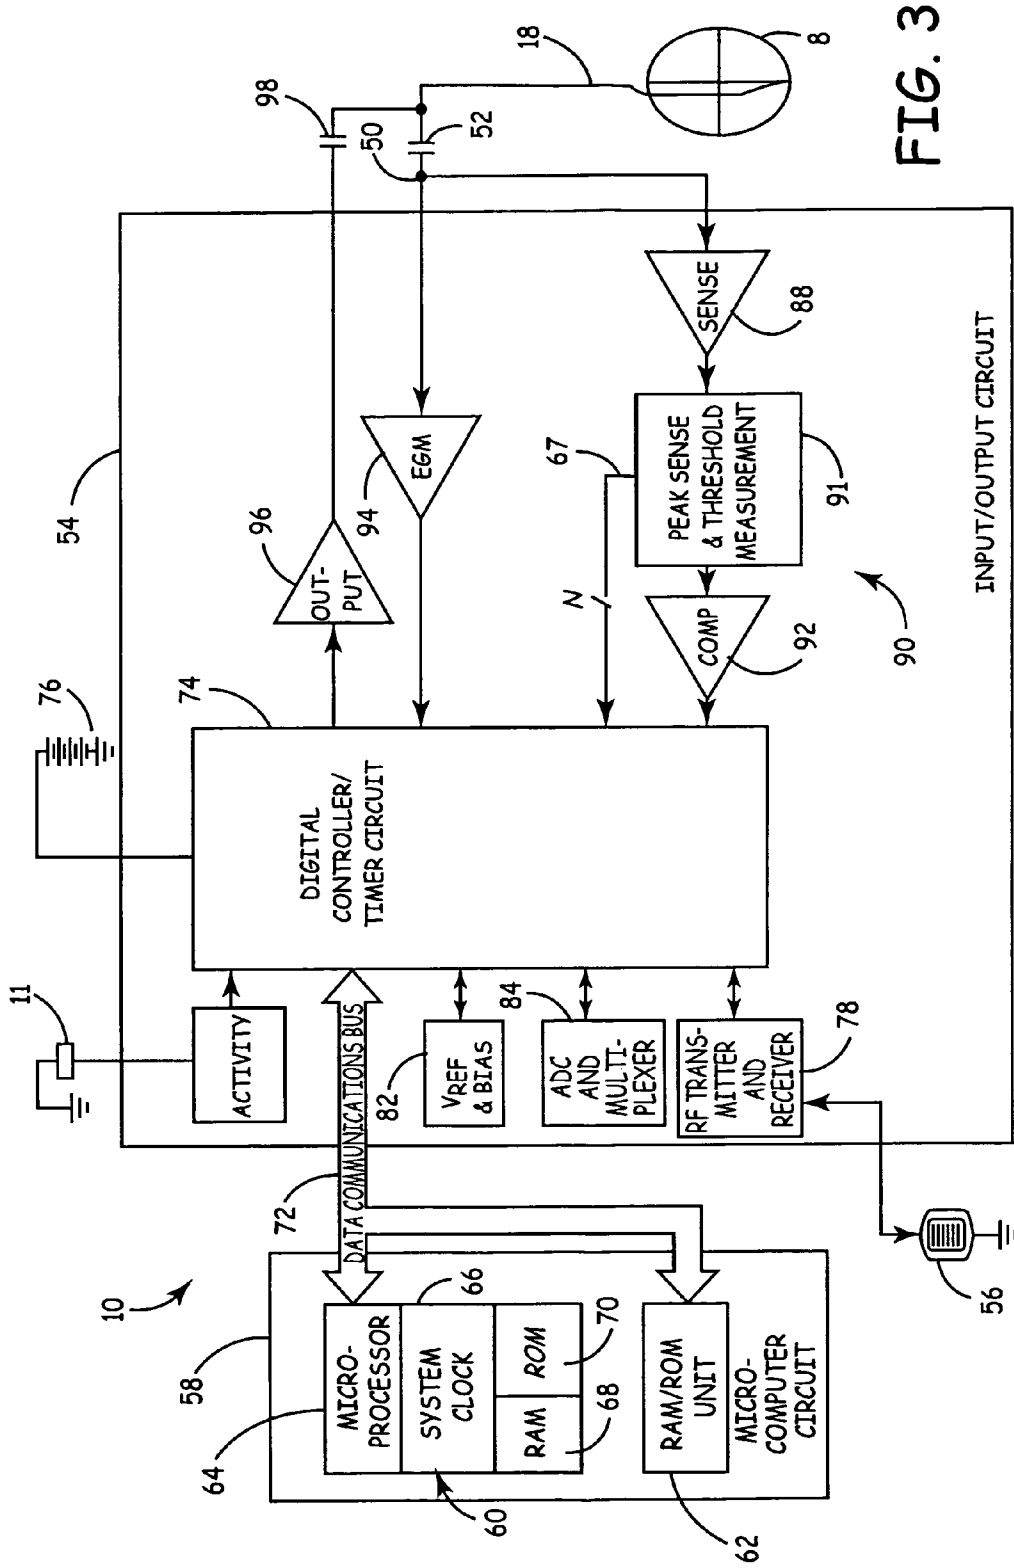 10
58
64
MICRO-
PROCESSOR
66
SYSTEM
CLOCK
60
RAM
ROM
68
70
62
RAM/ROM
UNIT
MICRO-
COMPUTER
CIRCUIT
72
DATA COMMUNICATIONS BUS
56
11
ACTIVITY
82
VREF
& BIAS
84
ADC
AND
MULTI-
PLEXER
RF TRANS-
MITTER
AND
RECEIVER
78
76
74
DIGITAL
CONTROLLER/
TIMER CIRCUIT
54
96
OUT-
PUT
94
EGM
67
N
COMP
92
PEAK SENSE
& THRESHOLD
MEASUREMENT
91
SENSE
88
90
INPUT/OUTPUT CIRCUIT
98
50
52
18
8
FIG. 3